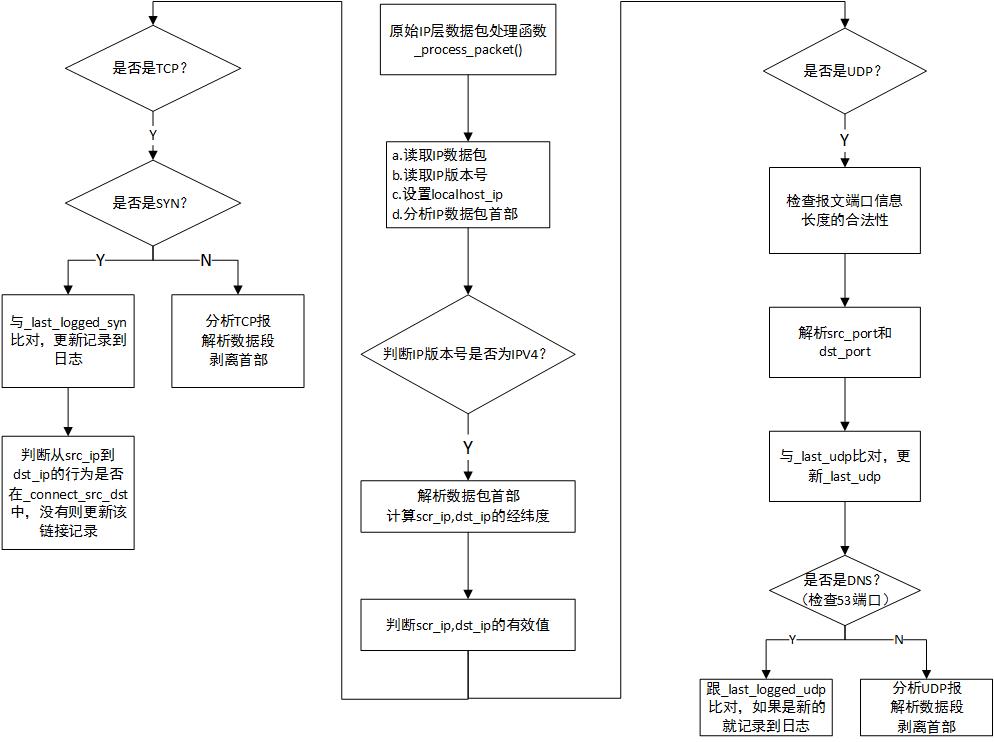 原始IP层数据包处理函数
_process_packet()
a.读取IP数据包
b.读取IP版本号
c.设置localhost_ip
d.分析IP数据包首部
判断IP版本号是否为IPV4？
Y
解析数据包首部
计算scr_ip,dst_ip的经纬度
判断scr_ip,dst_ip的有效值
是否是TCP？
Y
是否是SYN？
Y
N
与_last_logged_syn
比对，更新记录到
日志
分析TCP报
解析数据段
剥离首部
判断从src_ip到
dst_ip的行为是否
在_connect_src_dst
中，没有则更新该
链接记录
是否是UDP？
Y
检查报文端口信息
长度的合法性
解析src_port和
dst_port
与_last_udp比对，更
新_last_udp
是否是DNS？
（检查53端口）
Y
N
跟_last_logged_udp
比对，如果是新的
就记录到日志
分析UDP报
解析数据段
剥离首部